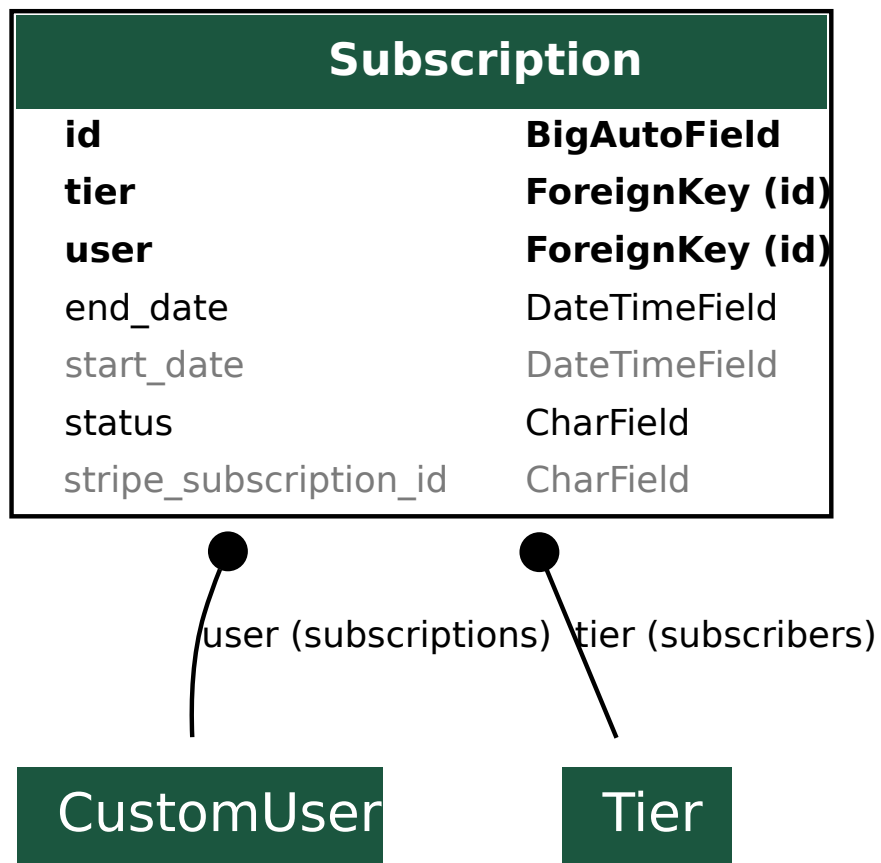 Subscription
id BigAutoField
tier ForeignKey (id)
user ForeignKey (id)
end_date DateTimeField
start_date DateTimeField
status CharField
stripe_subscription_id CharField
user (subscriptions) tier (subscribers)
CustomUser Tier